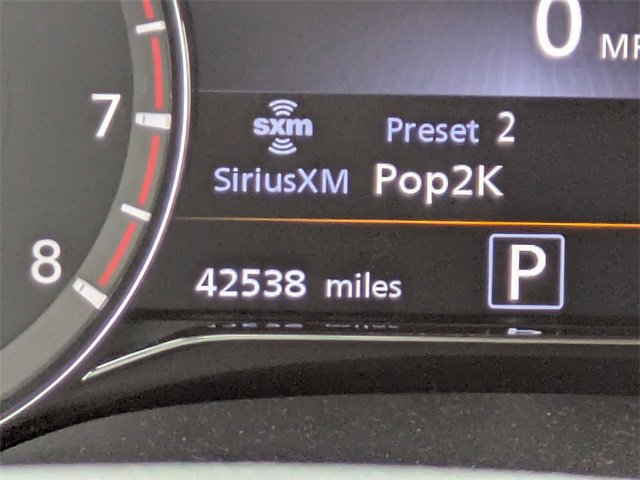 0 MP
7
sxm
Preset 2
SiriusXM Pop2K
8
42538 miles
P